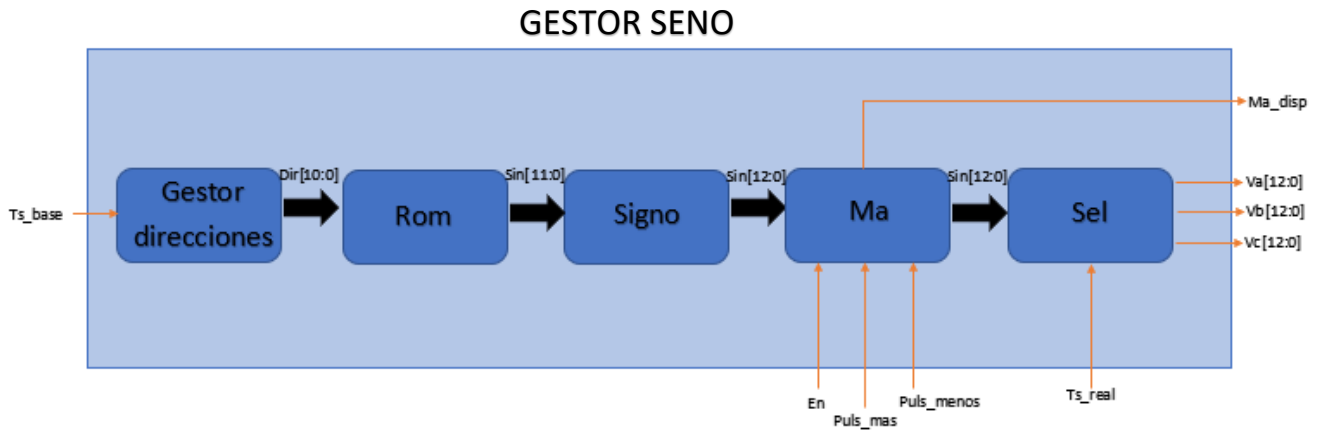 GESTOR SENO
Ma_disp
Dir[10:0]
Sin[11:0]
Sin[12:0]
Sin[12:0]
Ts_base
Gestor
direcciones
Rom
Signo
Ma
Sel
Va[12:0]
Vb[12:0]
Vc[12:0]
En
Puls_mas
Puls_menos
Ts_real